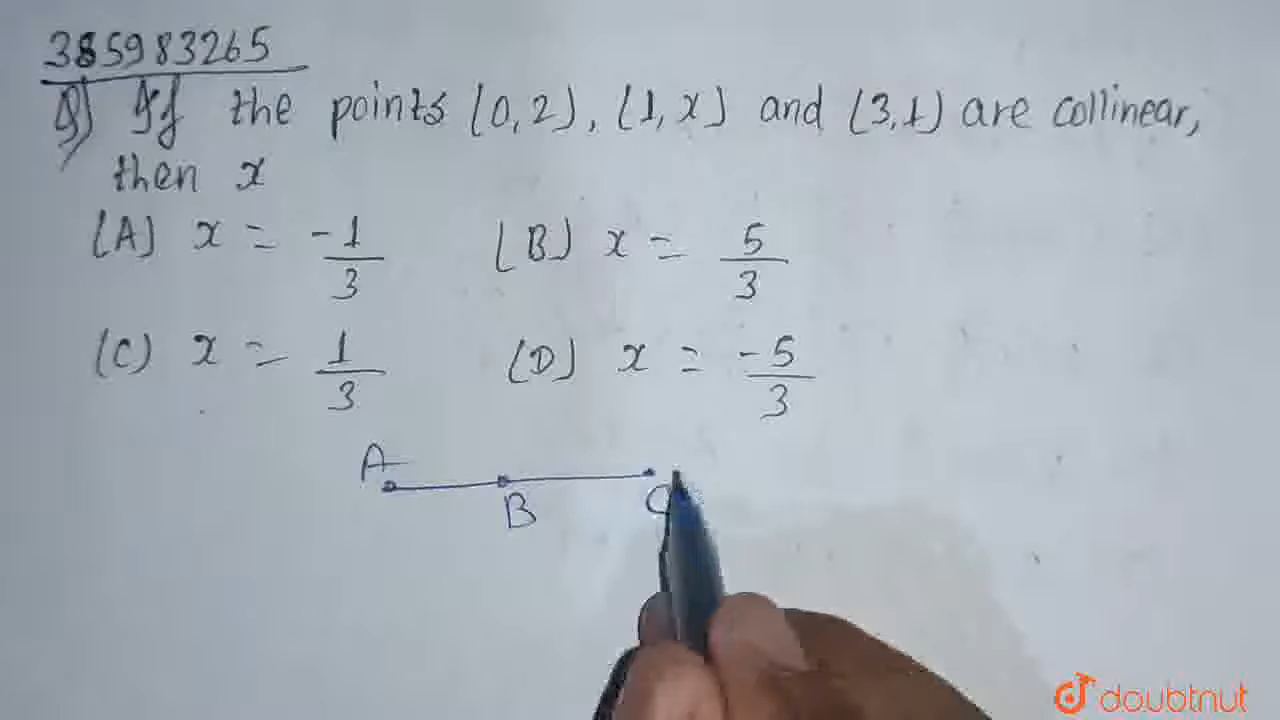 385983265
Q) If the points (0,2), (1,x) and (3,1) are collinear,
then x
(A) x = -1/3 (B) x = 5/3
(C) x = 1/3 (D) x = -5/3
A
B
C
doubtnut